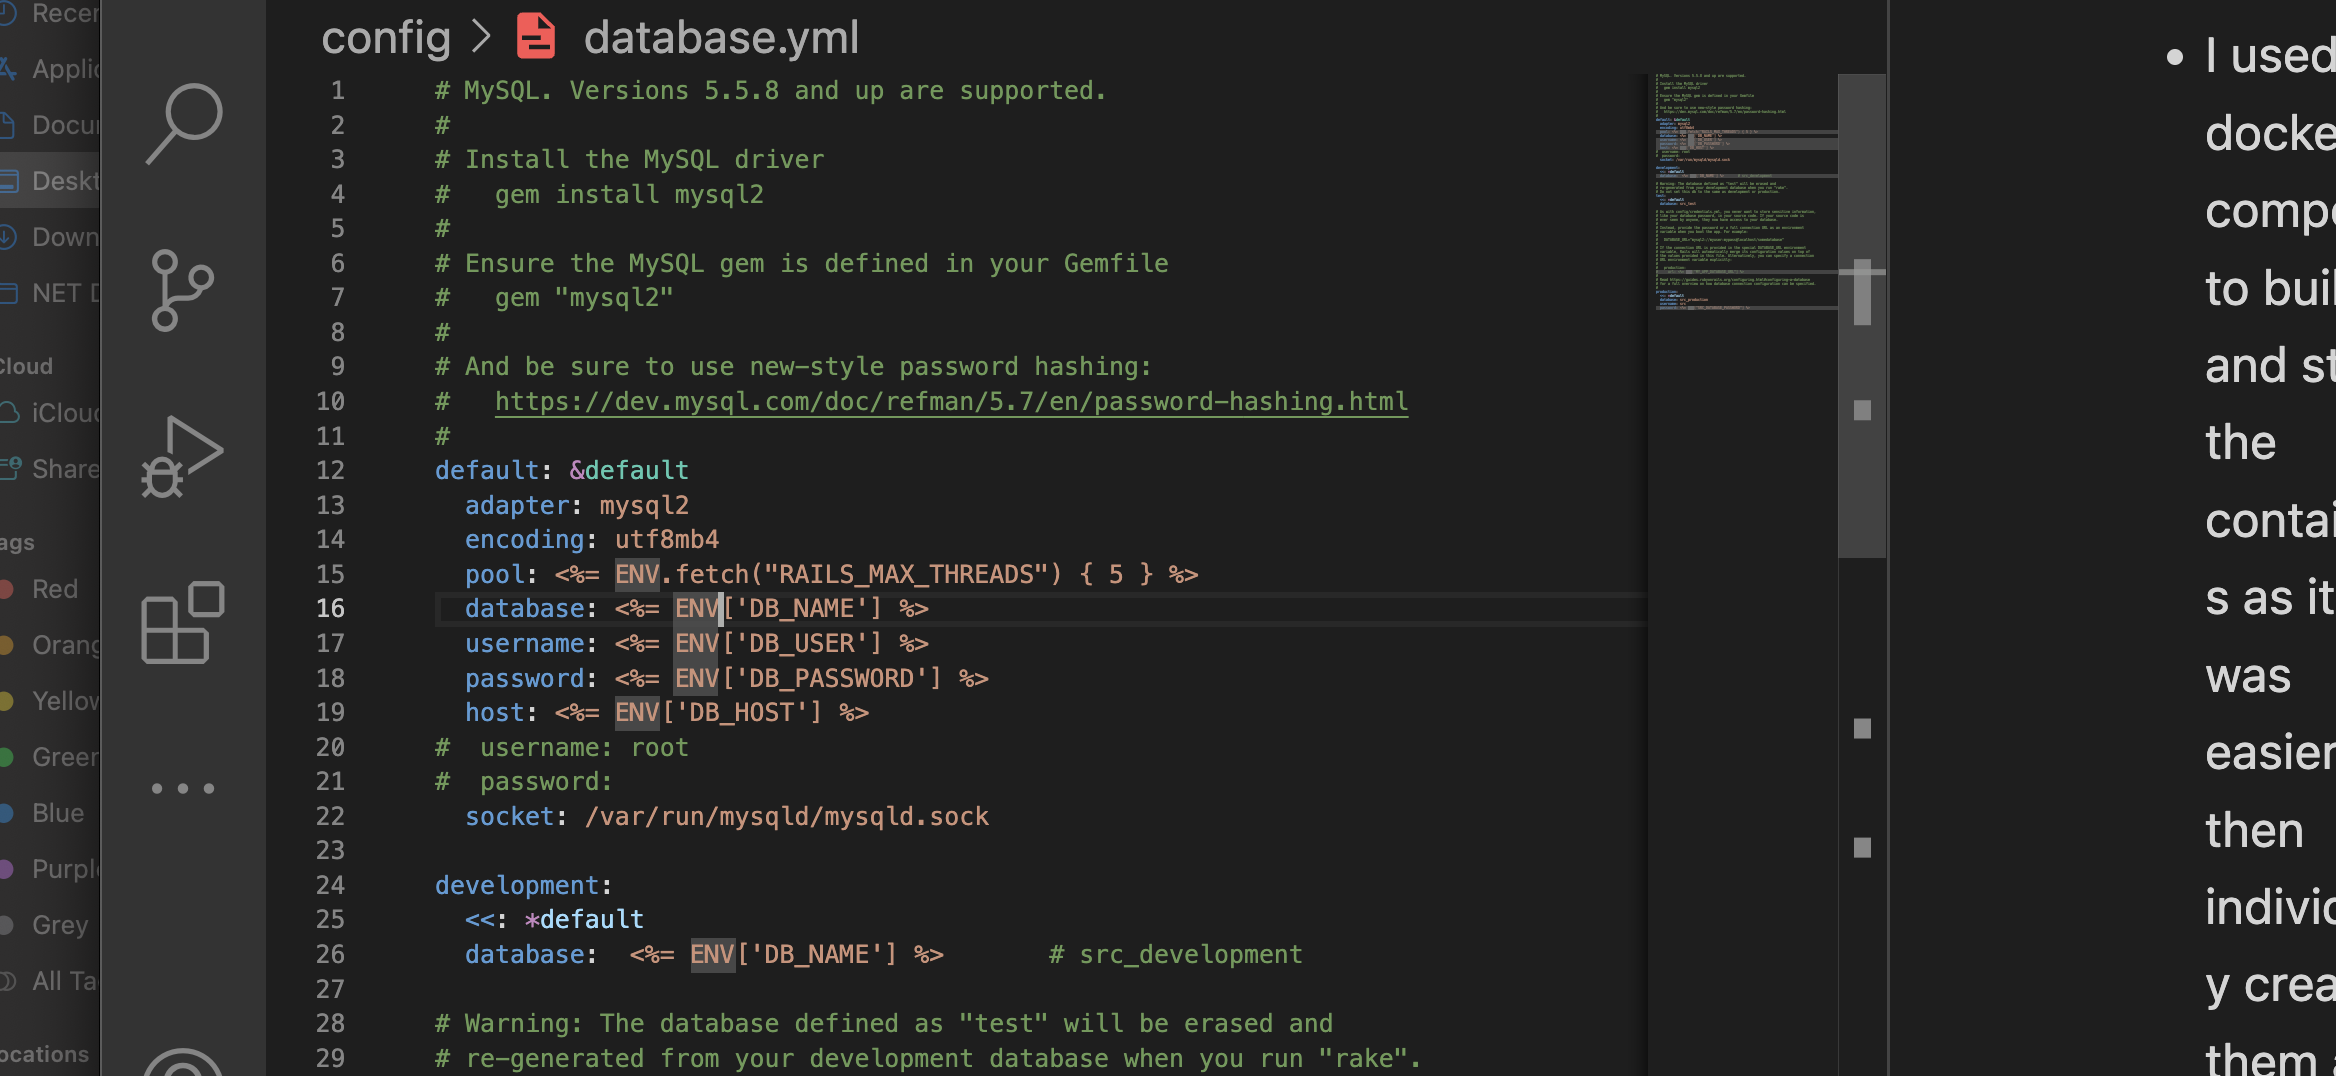 Recer
Applic
Docur
Deskt
Down
NET D
Cloud
iCloud
Share
ags
Red
Orang
Yellow
Green
Blue
Purple
Grey
All Ta
ocations
config > database.yml
1 # MySQL. Versions 5.5.8 and up are supported.
2 #
3 # Install the MySQL driver
4 #   gem install mysql2
5 #
6 # Ensure the MySQL gem is defined in your Gemfile
7 #   gem "mysql2"
8 #
9 # And be sure to use new-style password hashing:
10 #   https://dev.mysql.com/doc/refman/5.7/en/password-hashing.html
11 #
12 default: &default
13   adapter: mysql2
14   encoding: utf8mb4
15   pool: <%= ENV.fetch("RAILS_MAX_THREADS") { 5 } %>
16   database: <%= ENV['DB_NAME'] %>
17   username: <%= ENV['DB_USER'] %>
18   password: <%= ENV['DB_PASSWORD'] %>
19   host: <%= ENV['DB_HOST'] %>
20 #  username: root
21 #  password:
22   socket: /var/run/mysqld/mysqld.sock
23
24 development:
25   <<: *default
26   database:  <%= ENV['DB_NAME'] %>       # src_development
27
28 # Warning: The database defined as "test" will be erased and
29 # re-generated from your development database when you run "rake".
• I used
docke
compo
to buil
and st
the
contai
s as it
was
easier
then
individ
y crea
them a